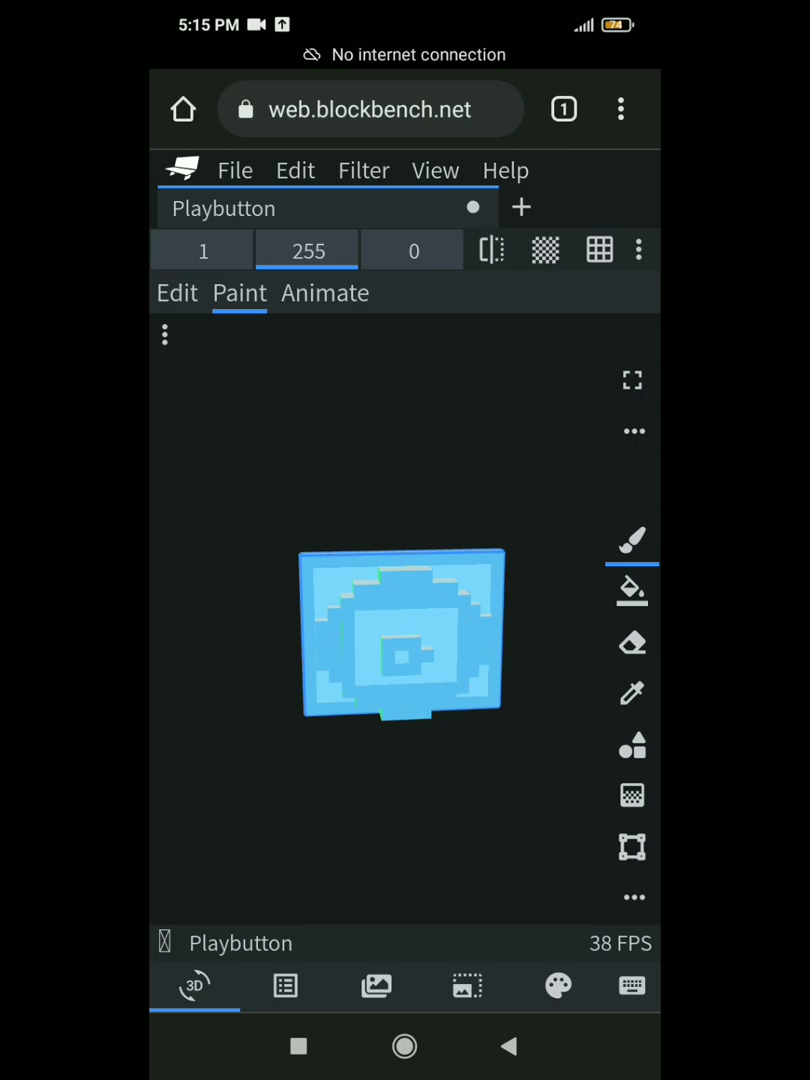 5:15 PM 74
No internet connection
web.blockbench.net 1
File Edit Filter View Help
Playbutton
1 255 0
Edit Paint Animate
Playbutton 38 FPS
3D